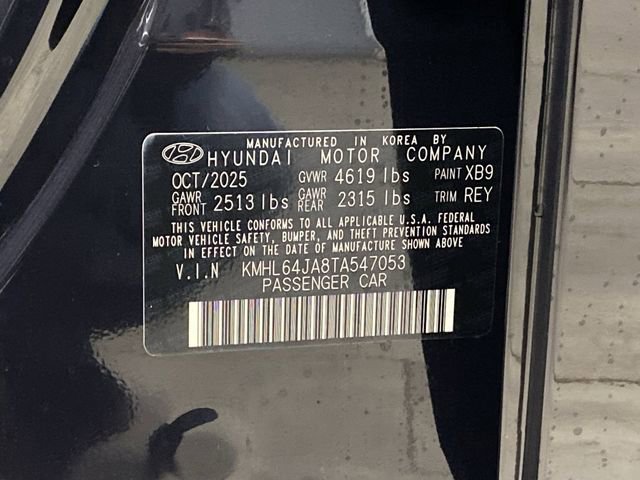 MANUFACTURED IN KOREA BY
HYUNDAI MOTOR COMPANY
OCT/2025 GVWR 4619 lbs PAINT XB9
GAWR FRONT 2513 lbs GAWR REAR 2315 lbs TRIM REY
THIS VEHICLE CONFORMS TO ALL APPLICABLE U.S.A. FEDERAL
MOTOR VEHICLE SAFETY, BUMPER, AND THEFT PREVENTION STANDARDS
IN EFFECT ON THE DATE OF MANUFACTURE SHOWN ABOVE.
V.I.N KMHL64JA8TA547053
PASSENGER CAR